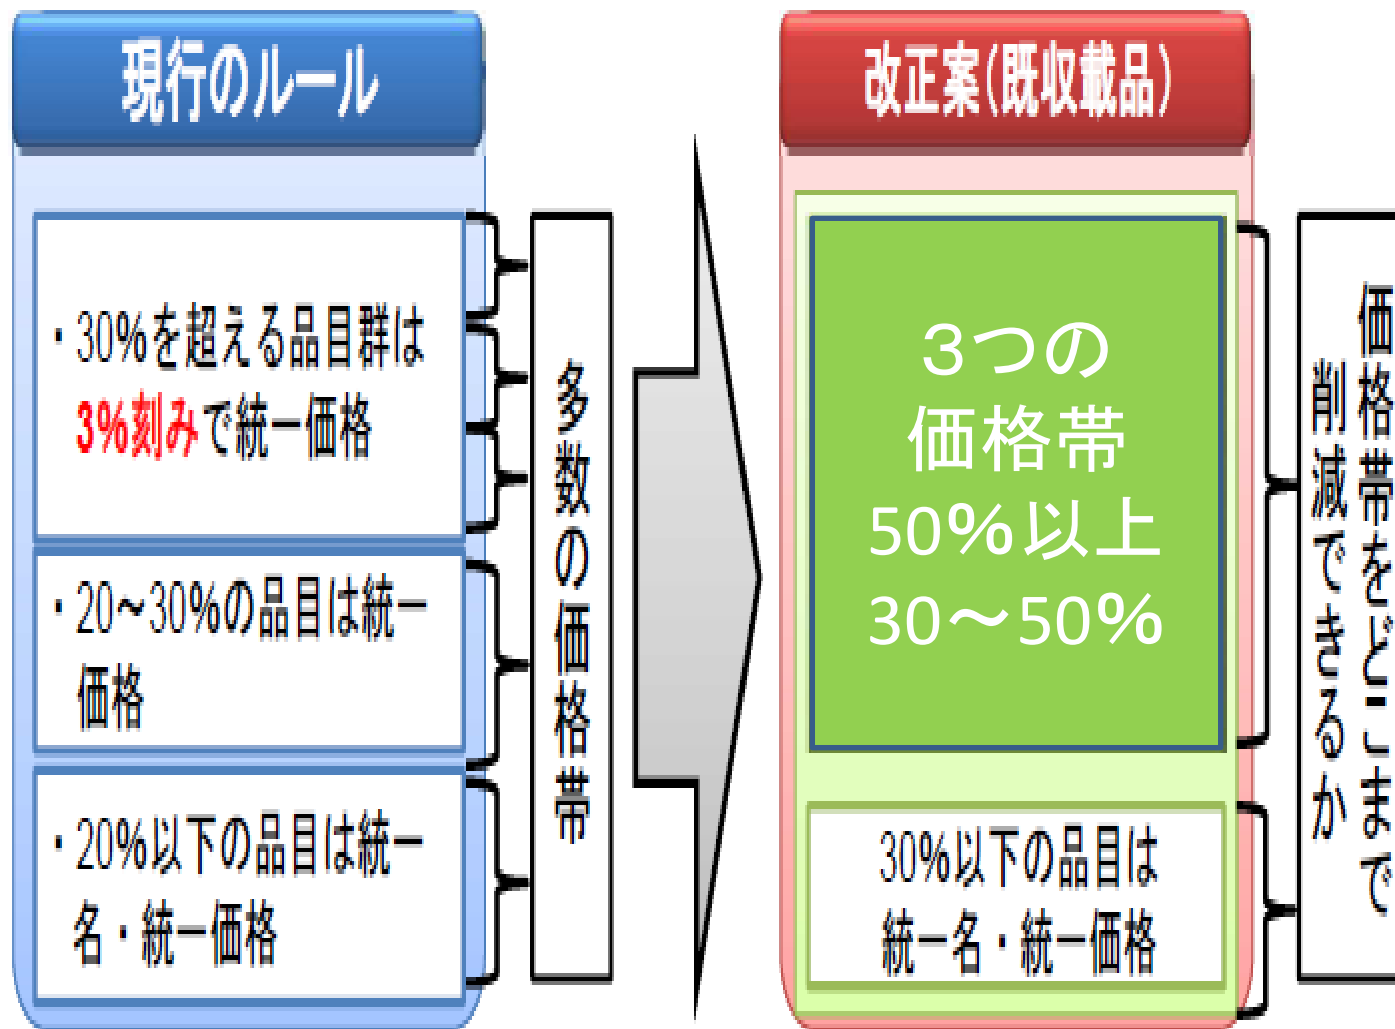 現行のルール
・30%を超える品目群は
3%刻みで統一価格
・20～30%の品目は統一
価格
・20%以下の品目は統一
名・統一価格
多数の価格帯
改正案(既収載品)
３つの
価格帯
50%以上
30～50%
30%以下の品目は
統一名・統一価格
価格帯をどこまで
削減できるか